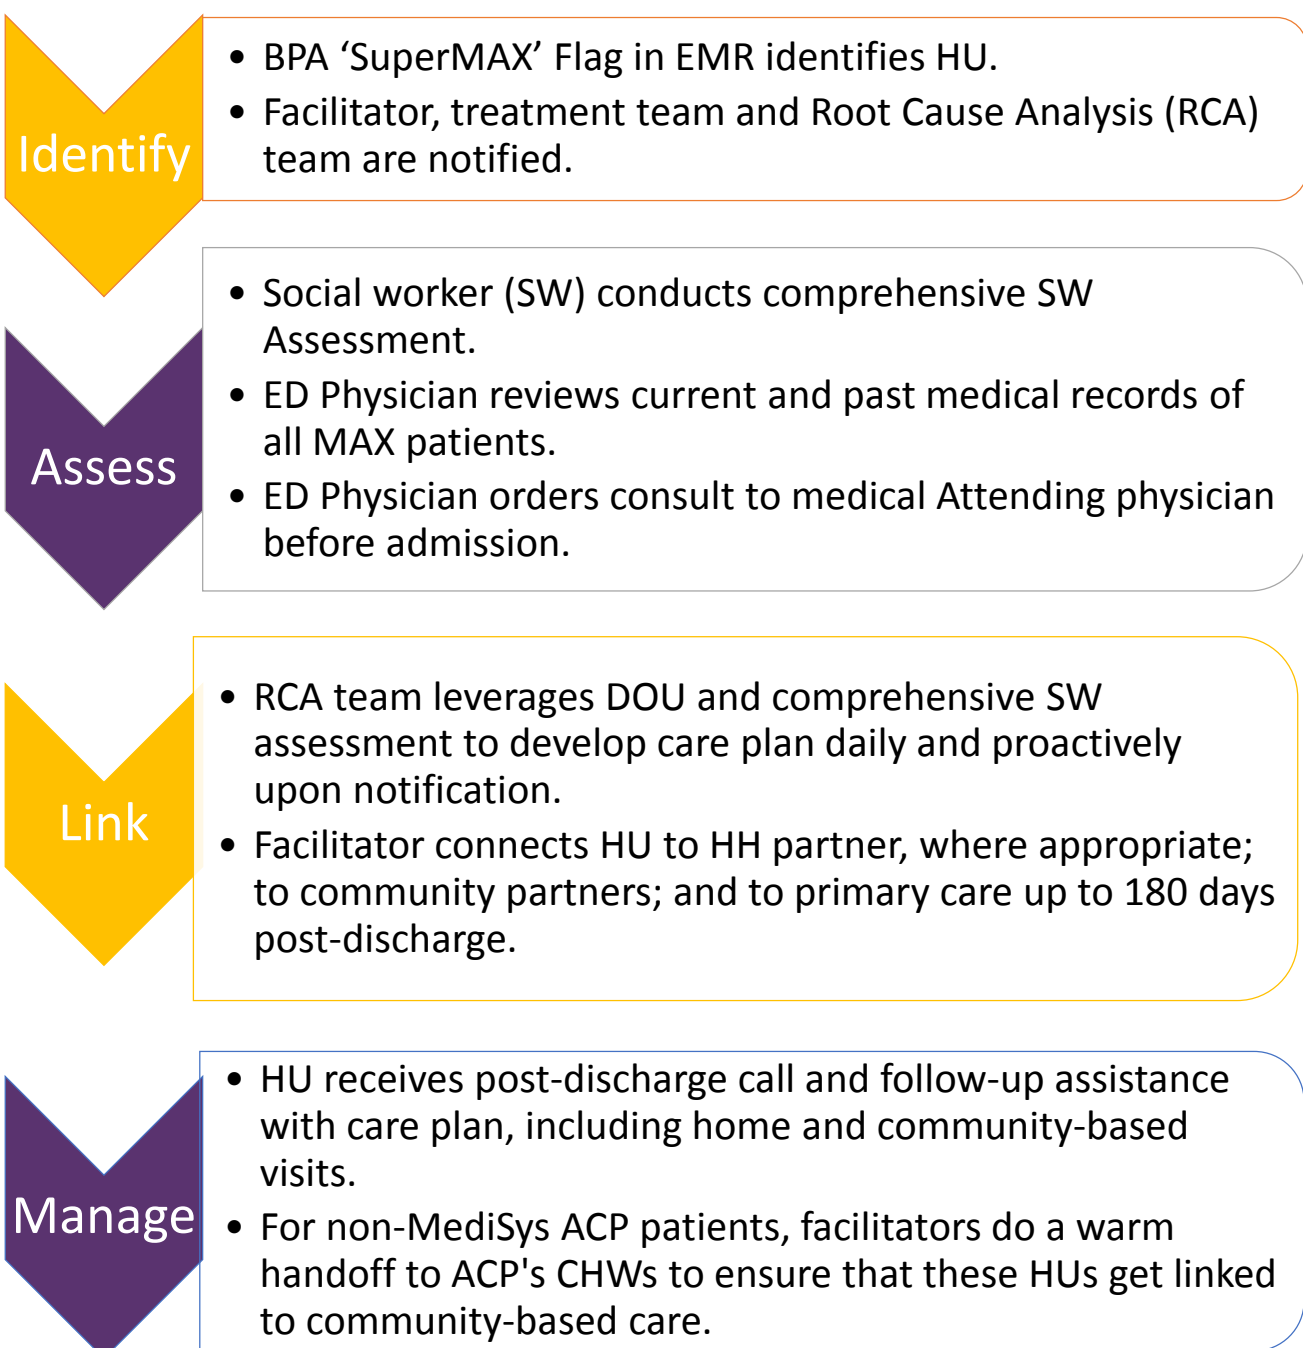 Identify
• BPA ‘SuperMAX’ Flag in EMR identifies HU.
• Facilitator, treatment team and Root Cause Analysis (RCA)
team are notified.
Assess
• Social worker (SW) conducts comprehensive SW
Assessment.
• ED Physician reviews current and past medical records of
all MAX patients.
• ED Physician orders consult to medical Attending physician
before admission.
Link
• RCA team leverages DOU and comprehensive SW
assessment to develop care plan daily and proactively
upon notification.
• Facilitator connects HU to HH partner, where appropriate;
to community partners; and to primary care up to 180 days
post-discharge.
Manage
• HU receives post-discharge call and follow-up assistance
with care plan, including home and community-based
visits.
• For non-MediSys ACP patients, facilitators do a warm
handoff to ACP's CHWs to ensure that these HUs get linked
to community-based care.